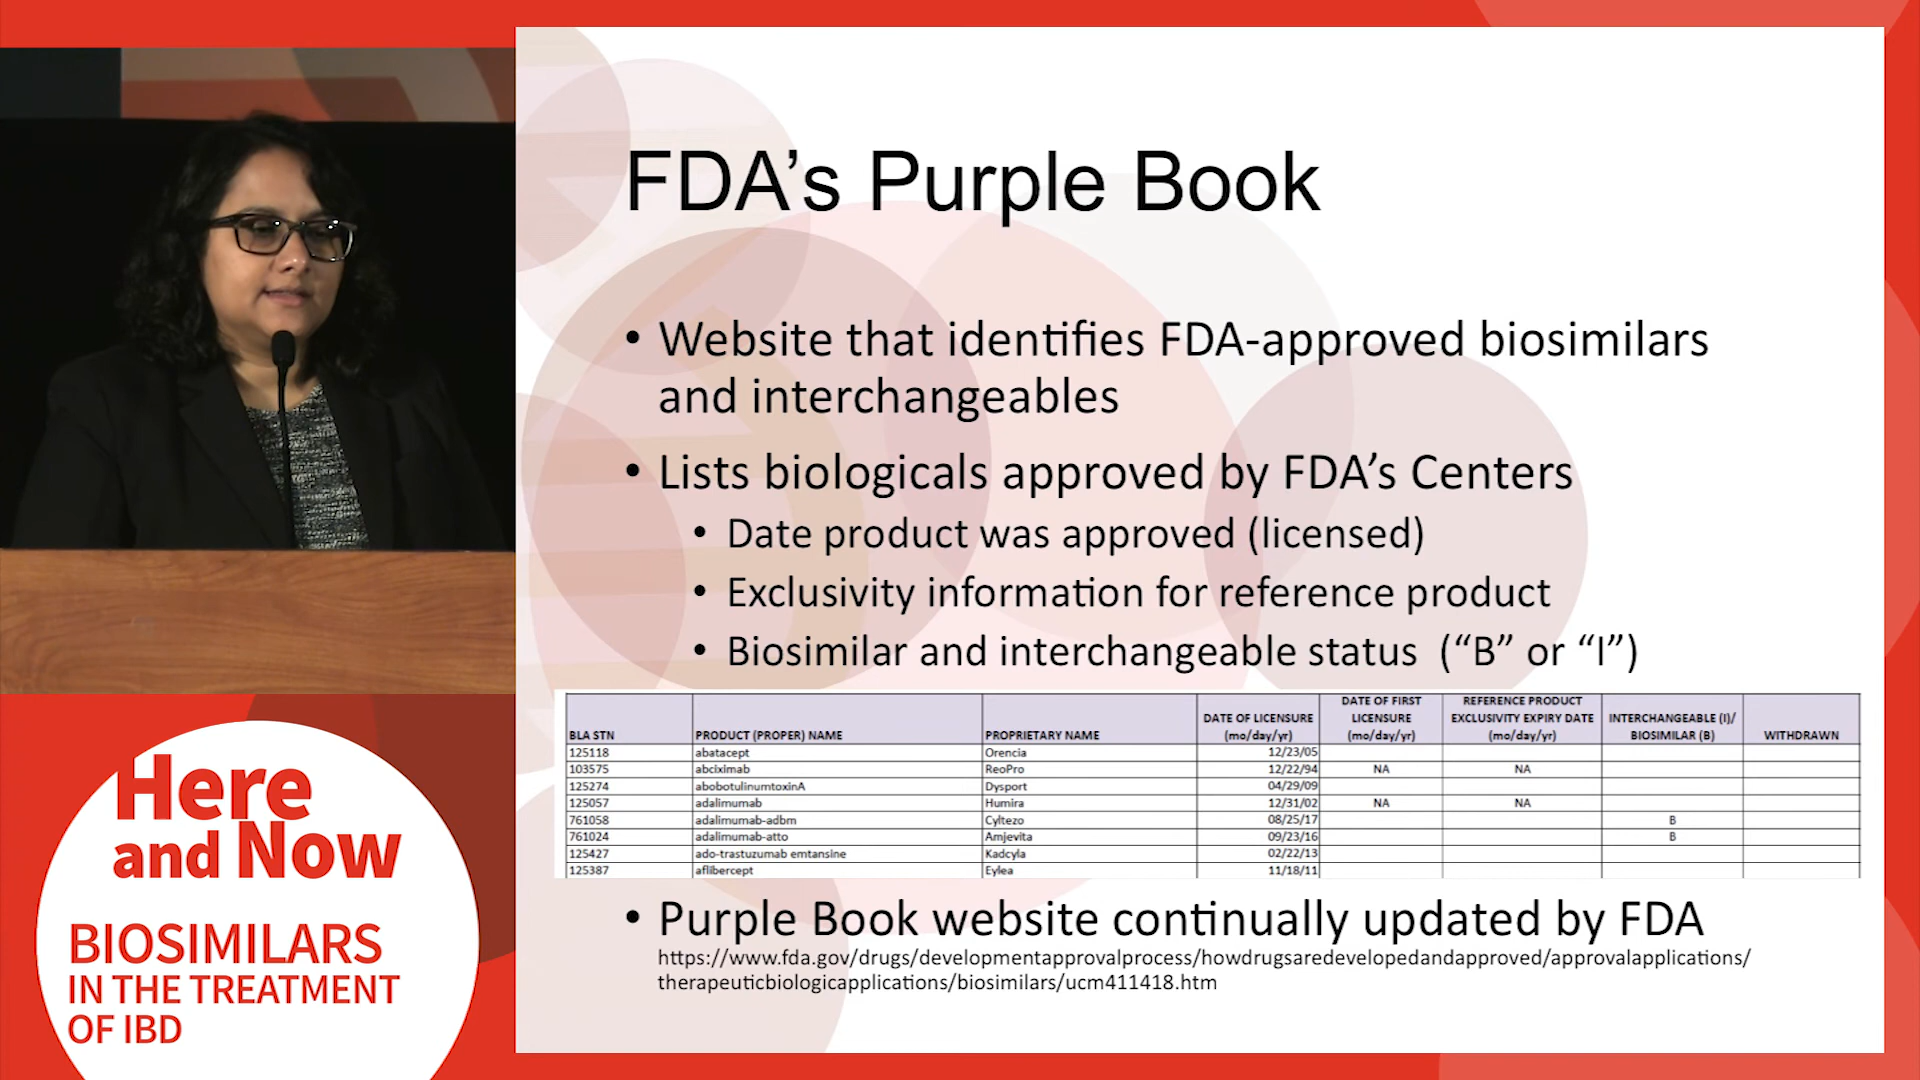 FDA's Purple Book
• Website that identifies FDA-approved biosimilars
and interchangeables
• Lists biologicals approved by FDA's Centers
• Date product was approved (licensed)
• Exclusivity information for reference product
• Biosimilar and interchangeable status ("B" or "I")
BLA STN PRODUCT (PROPER) NAME PROPRIETARY NAME DATE OF LICENSURE (mo/day/yr) DATE OF FIRST LICENSURE (mo/day/yr) REFERENCE PRODUCT EXCLUSIVITY EXPIRY DATE (mo/day/yr) INTERCHANGEABLE (I)/ BIOSIMILAR (B) WITHDRAWN
125118 abatacept Orencia 12/23/05
103575 abciximab ReoPro 12/22/94 NA NA
125274 abobotulinumtoxinA Dysport 04/29/09
125057 adalimumab Humira 12/31/02 NA NA
761058 adalimumab-adbm Cyltezo 08/25/17 B
761024 adalimumab-atto Amjevita 09/23/16 B
125427 ado-trastuzumab emtansine Kadcyla 02/22/13
125387 aflibercept Eylea 11/18/11
• Purple Book website continually updated by FDA
https://www.fda.gov/drugs/developmentapprovalprocess/howdrugsaredevelopedandapproved/approvalapplications/
therapeuticbiologicapplications/biosimilars/ucm411418.htm
Here
and Now
BIOSIMILARS
IN THE TREATMENT
OF IBD